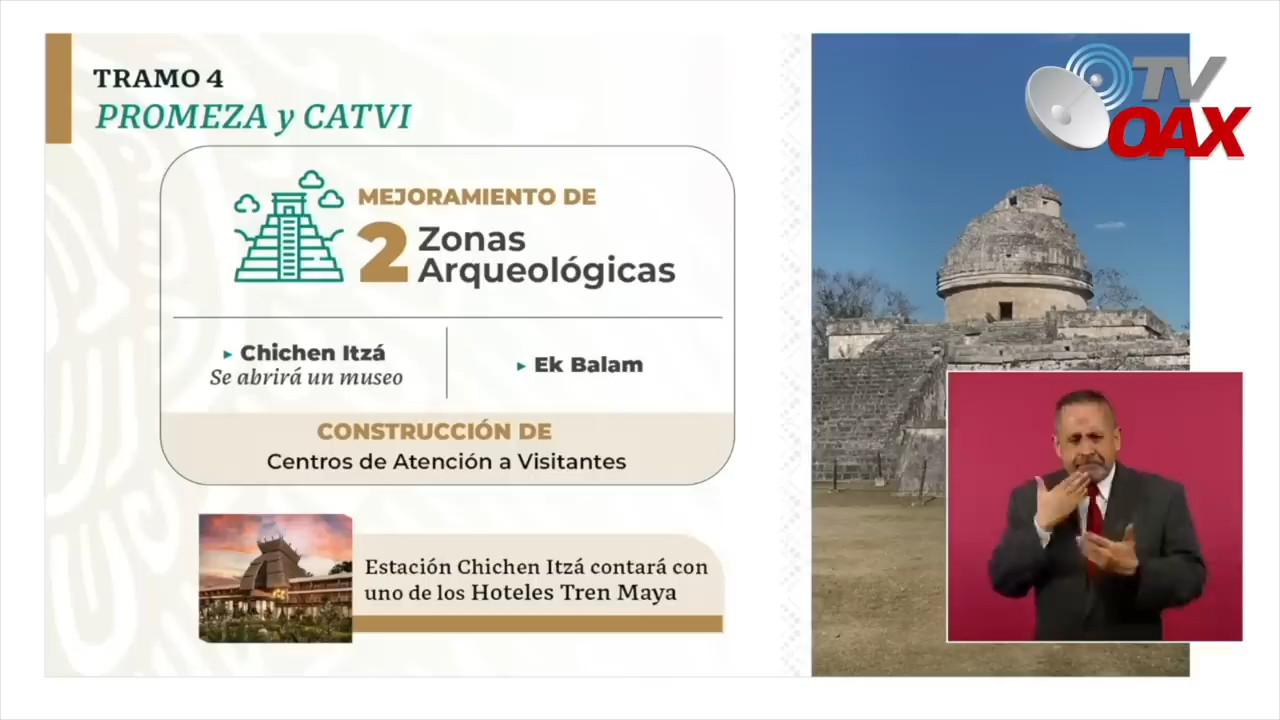 TRAMO 4
PROMEZA y CATVI
MEJORAMIENTO DE
2 Zonas
Arqueológicas
▸ Chichen Itzá
Se abrirá un museo
▸ Ek Balam
CONSTRUCCIÓN DE
Centros de Atención a Visitantes
Estación Chichen Itzá contará con
uno de los Hoteles Tren Maya
TV
OAX